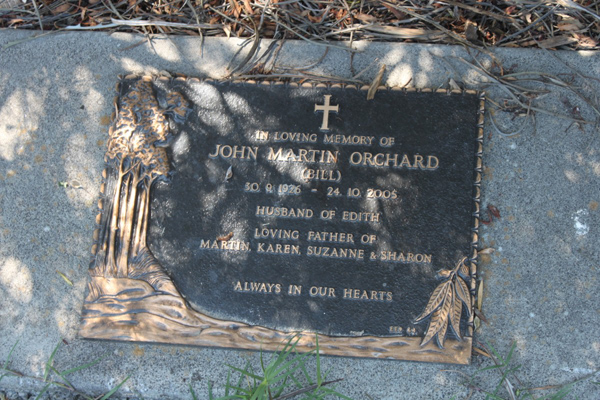 IN LOVING MEMORY OF
JOHN MARTIN ORCHARD
(BILL)
30. 9. 1926 - 24. 10. 2005
HUSBAND OF EDITH
LOVING FATHER OF
MARTIN, KAREN, SUZANNE & SHARON
ALWAYS IN OUR HEARTS